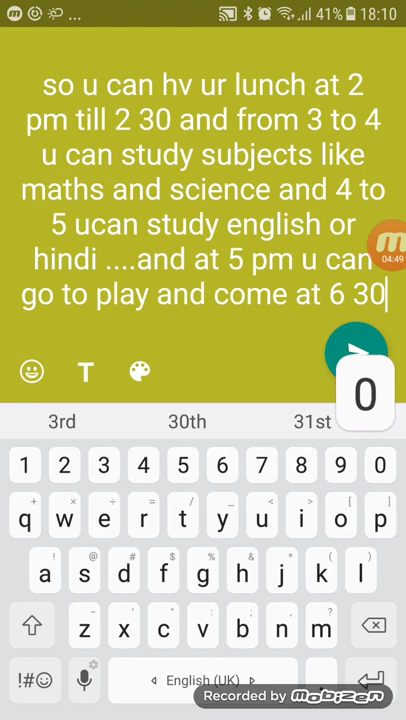 ... 41% 18:10
so u can hv ur lunch at 2
pm till 2 30 and from 3 to 4
u can study subjects like
maths and science and 4 to
5 ucan study english or
hindi ....and at 5 pm u can
go to play and come at 6 30
04:49
T
0
3rd 30th 31st
1 2 3 4 5 6 7 8 9 0
+ × ÷ = / _ < > [ ]
q w e r t y u i o p
! @ # $ % ^ & * ( )
a s d f g h j k l
- ' " : ; , ?
z x c v b n m
!#☺ English (UK) .
Recorded by mobizen